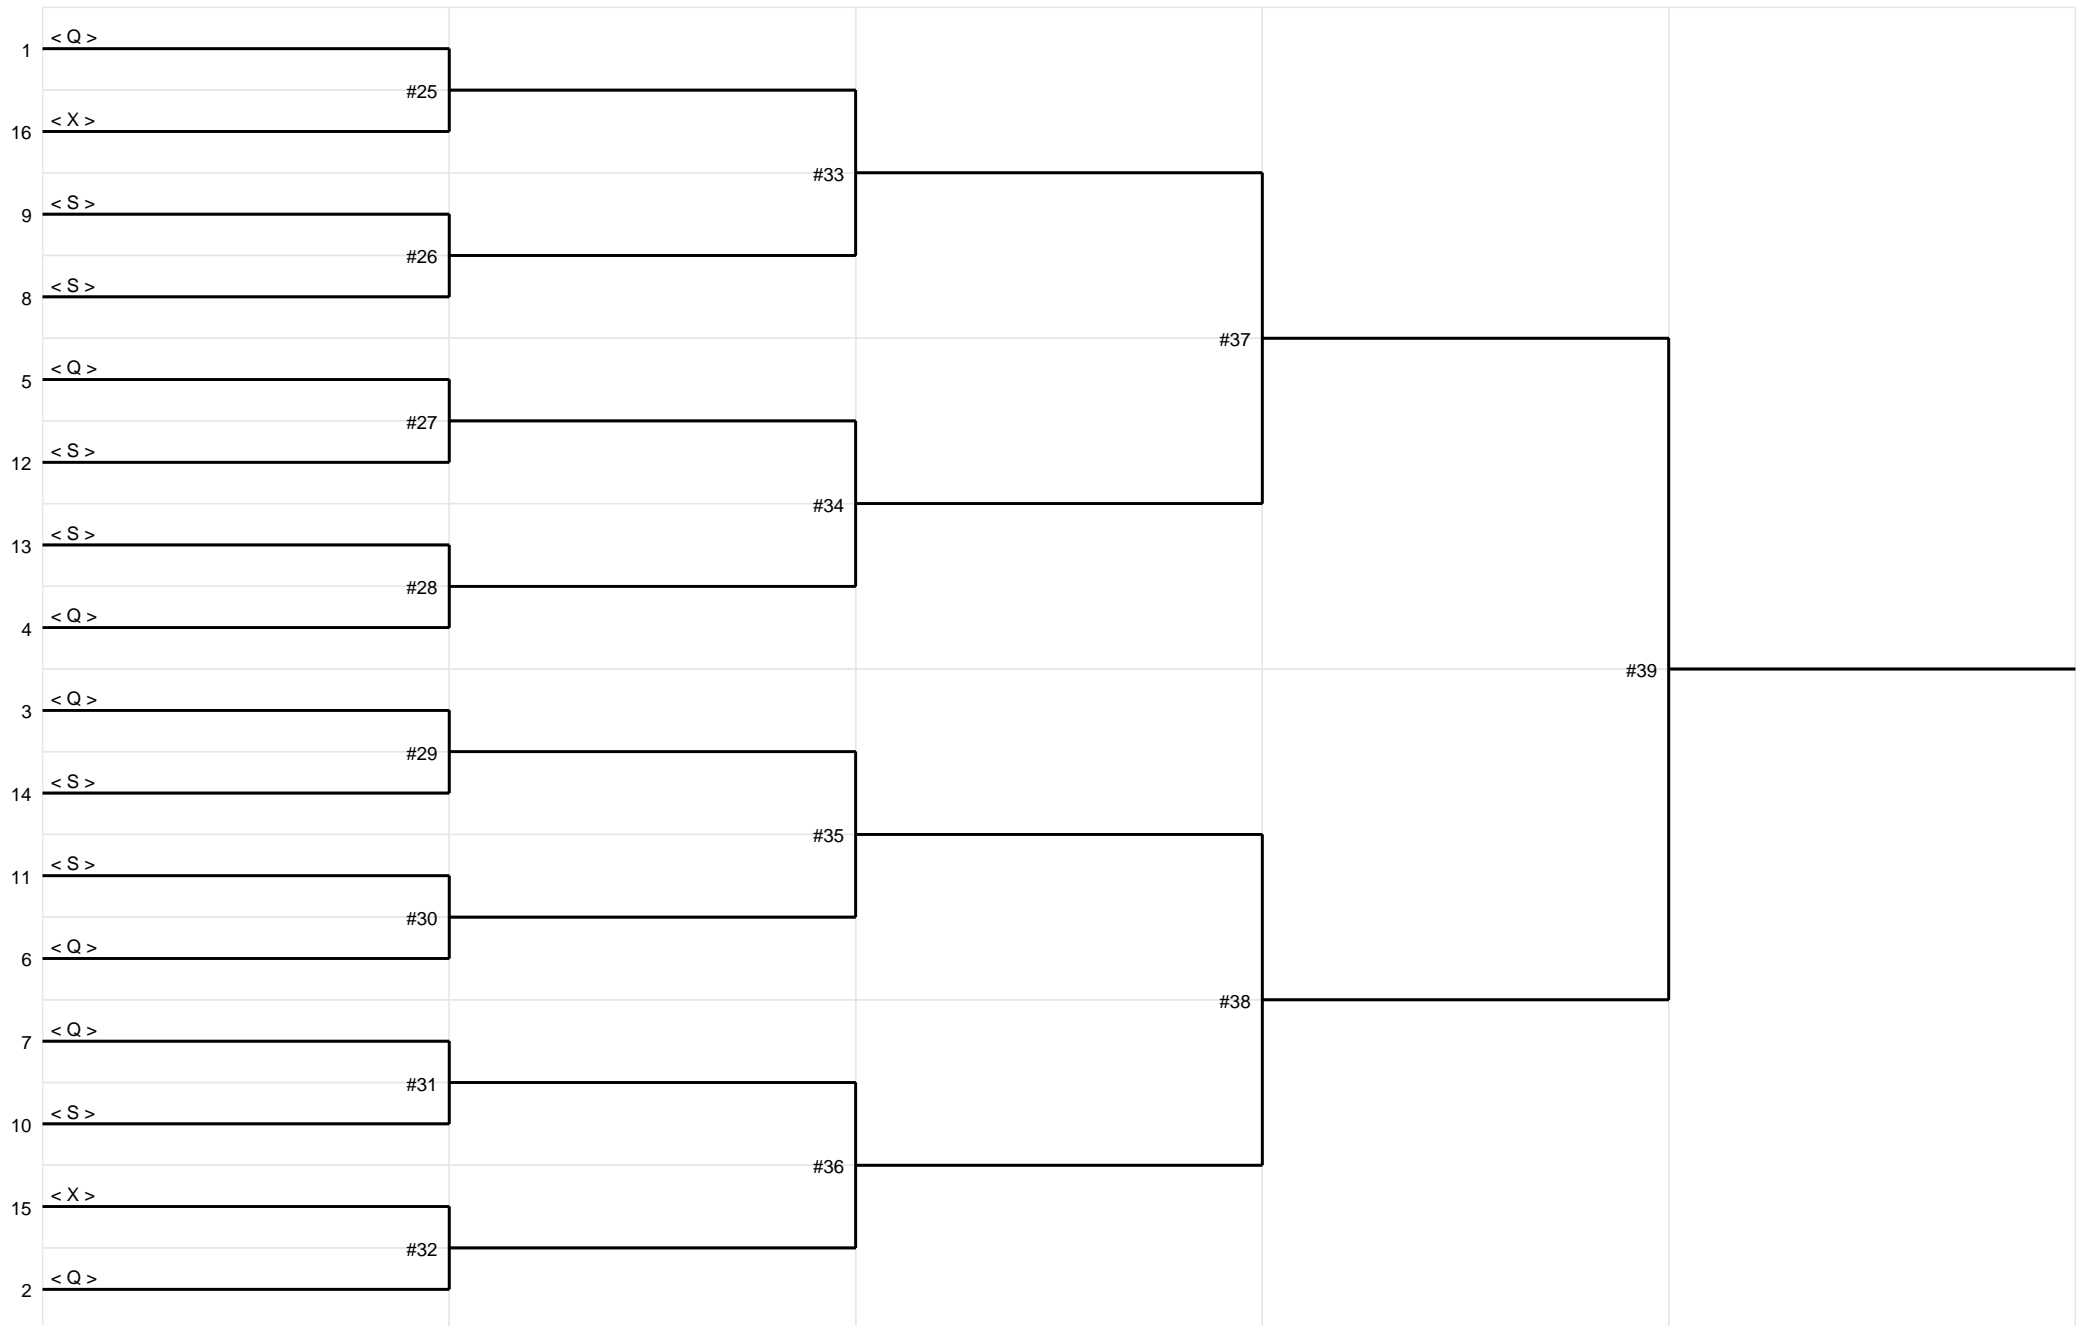 < Q >
1
#25
< X >
16
#33
< S >
9
#26
< S >
8
#37
< Q >
5
#27
< S >
12
#34
< S >
13
#28
< Q >
4
#39
< Q >
3
#29
< S >
14
#35
< S >
11
#30
< Q >
6
#38
< Q >
7
#31
< S >
10
#36
< X >
15
#32
< Q >
2